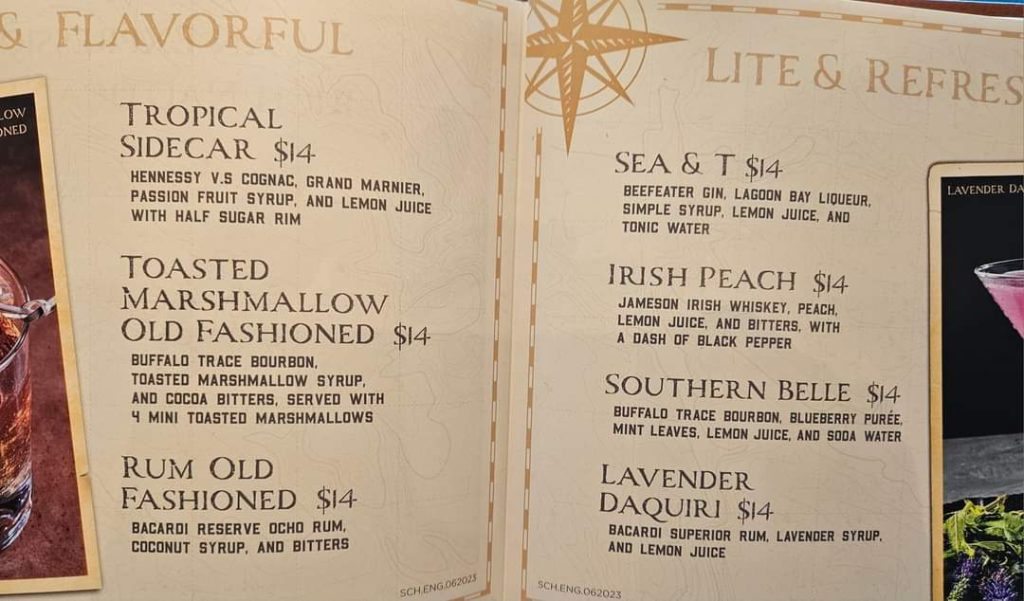 & FLAVORFUL
LOW
ONED
TROPICAL
SIDECAR $14
HENNESSY V.S COGNAC, GRAND MARNIER,
PASSION FRUIT SYRUP, AND LEMON JUICE
WITH HALF SUGAR RIM
TOASTED
MARSHMALLOW
OLD FASHIONED $14
BUFFALO TRACE BOURBON,
TOASTED MARSHMALLOW SYRUP,
AND COCOA BITTERS, SERVED WITH
4 MINI TOASTED MARSHMALLOWS
RUM OLD
FASHIONED $14
BACARDI RESERVE OCHO RUM,
COCONUT SYRUP, AND BITTERS
SCH.ENG.062023
LITE & REFRES
SEA & T $14
BEEFEATER GIN, LAGOON BAY LIQUEUR,
SIMPLE SYRUP, LEMON JUICE, AND
TONIC WATER
IRISH PEACH $14
JAMESON IRISH WHISKEY, PEACH,
LEMON JUICE, AND BITTERS, WITH
A DASH OF BLACK PEPPER
SOUTHERN BELLE $14
BUFFALO TRACE BOURBON, BLUEBERRY PURÉE,
MINT LEAVES, LEMON JUICE, AND SODA WATER
LAVENDER
DAQUIRI $14
BACARDI SUPERIOR RUM, LAVENDER SYRUP,
AND LEMON JUICE
SCH.ENG.062023
LAVENDER DA